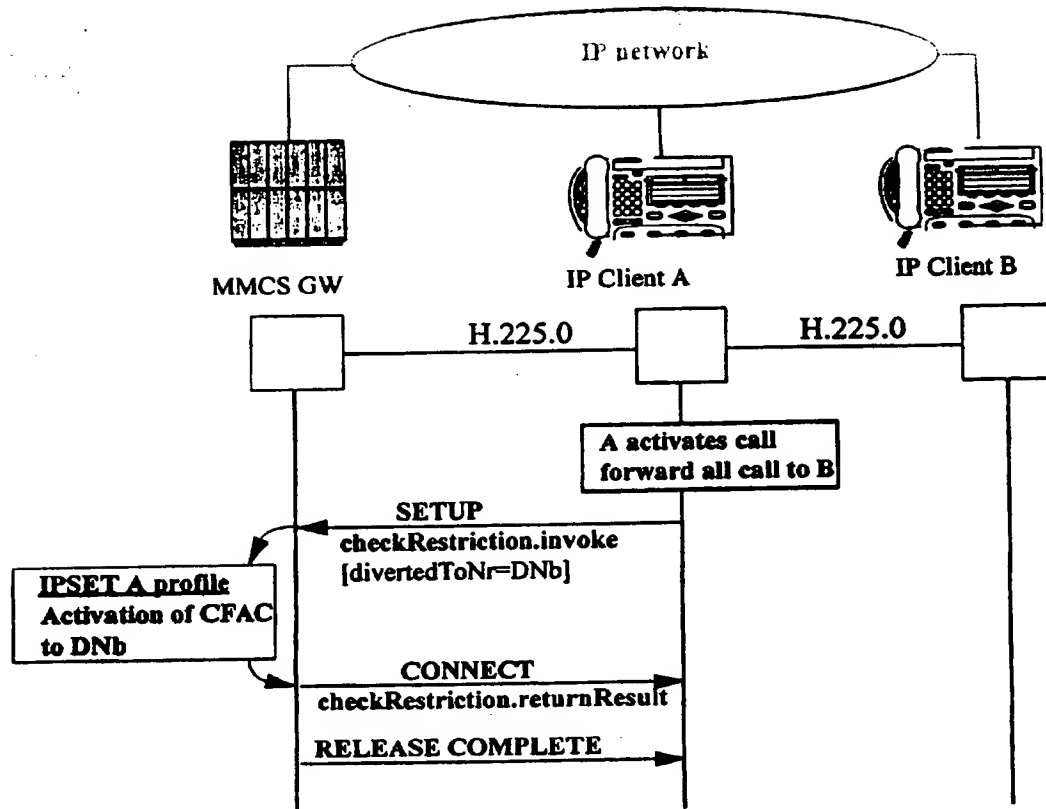 IP network
MMCS GW
IP Client A
IP Client B
H.225.0
H.225.0
A activates call
forward all call to B
SETUP
checkRestriction.invoke
[divertedToNr=DNb]
IPSET A profile
Activation of CFAC
to DNb
CONNECT
checkRestriction.returnResult
RELEASE COMPLETE